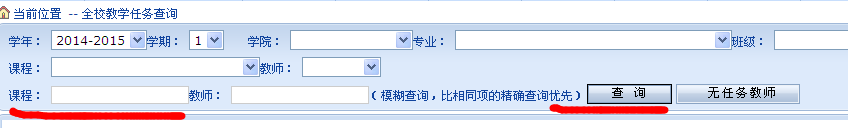 当前位置 -- 全校教学任务查询
学年： 2014-2015 学期： 1 学院： 专业： 班级：
课程： 教师：
课程： 教师： (模糊查询，比相同项的精确查询优先) 查 询 无任务教师